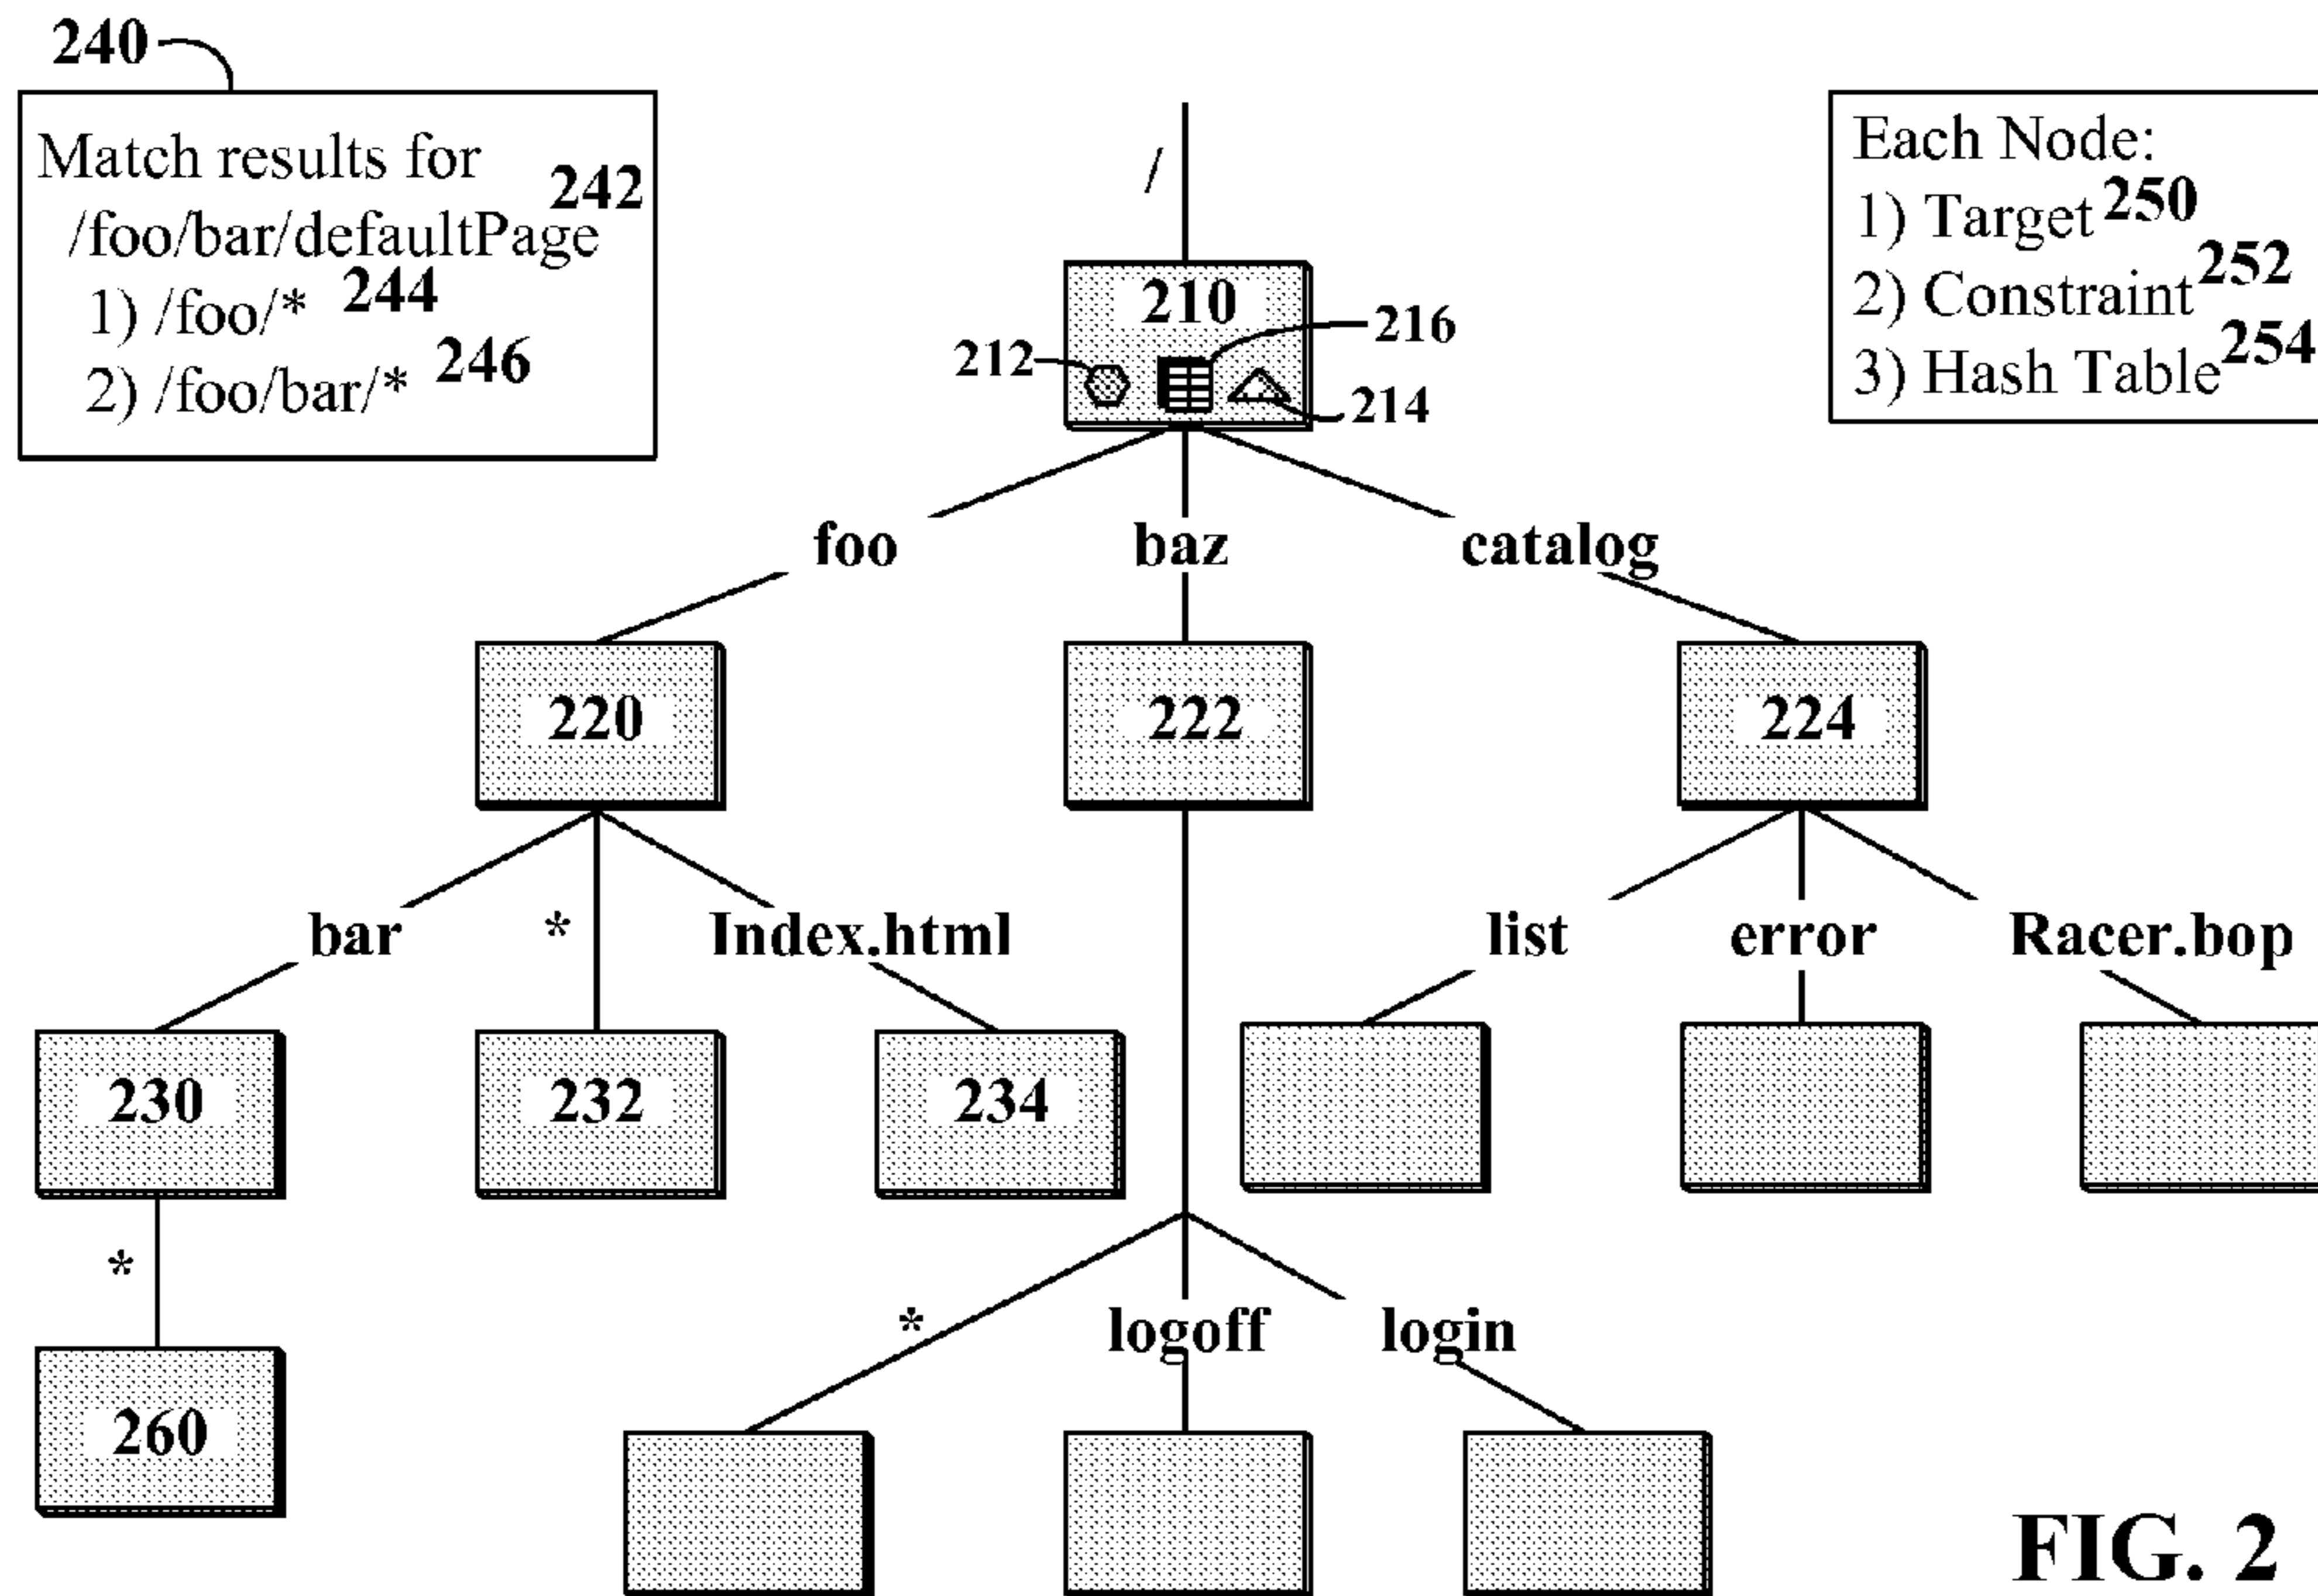 240
Match results for
242
/foo/bar/defaultPage
1) /foo/* 244
2) /foo/bar/* 246
/
210
212
216
214
Each Node:
1) Target 250
2) Constraint 252
3) Hash Table 254
foo baz catalog
220 222 224
bar * Index.html list error Racer.bop
230 232 234
*
* logoff login
260
FIG. 2